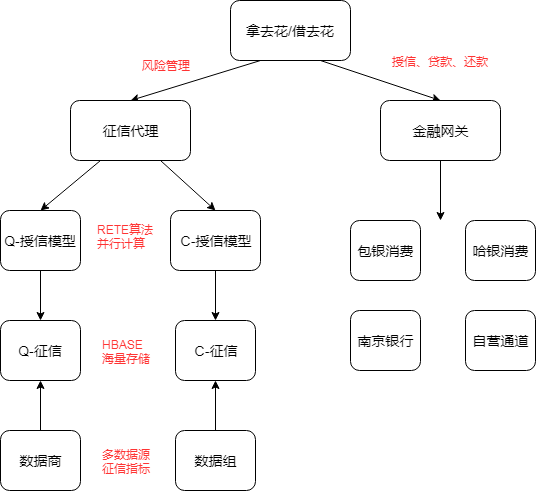 拿去花/借去花
风险管理
授信、贷款、还款
征信代理
金融网关
Q-授信模型
RETE算法
并行计算
C-授信模型
包银消费
哈银消费
Q-征信
HBASE
海量存储
C-征信
南京银行
自营通道
数据商
多数据源
征信指标
数据组